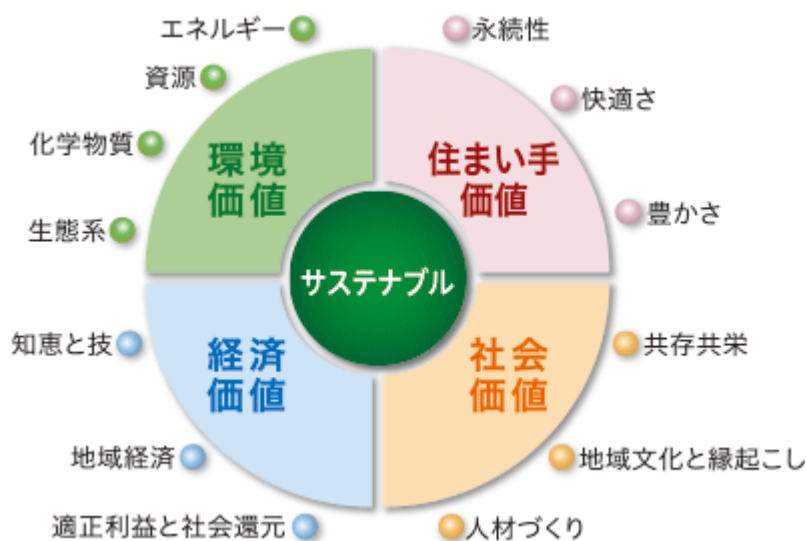 エネルギー
資源
化学物質
生態系
環境
価値
永続性
快適さ
豊かさ
住まい手
価値
サステナブル
知恵と技
地域経済
適正利益と社会還元
経済
価値
共存共栄
地域文化と縁起こし
人材づくり
社会
価値